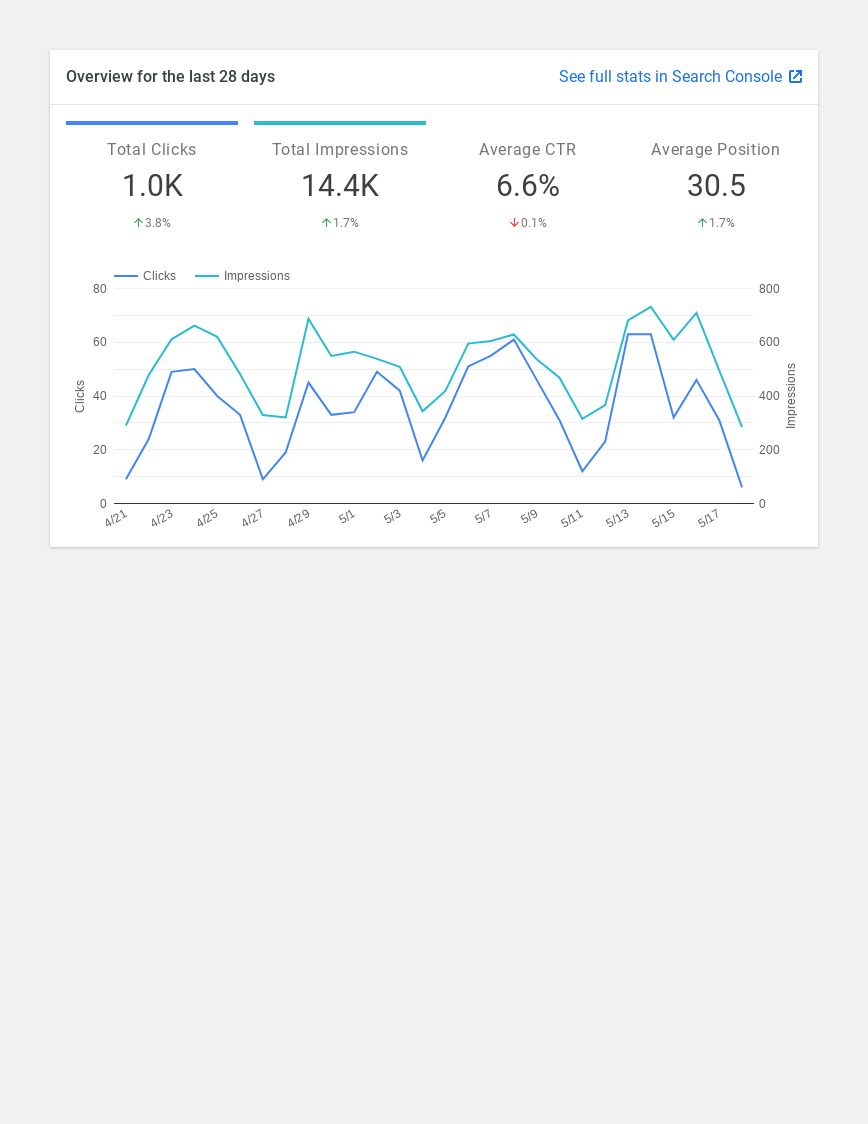 Overview for the last 28 days See full stats in Search Console
Total Clicks Total Impressions Average CTR Average Position
1.0K 14.4K 6.6% 30.5
3.8% 1.7% 0.1% 1.7%
Clicks Impressions
80 800
60 600
40 400
20 200
0 0
Clicks
Impressions
4/21 4/23 4/25 4/27 4/29 5/1 5/3 5/5 5/7 5/9 5/11 5/13 5/15 5/17